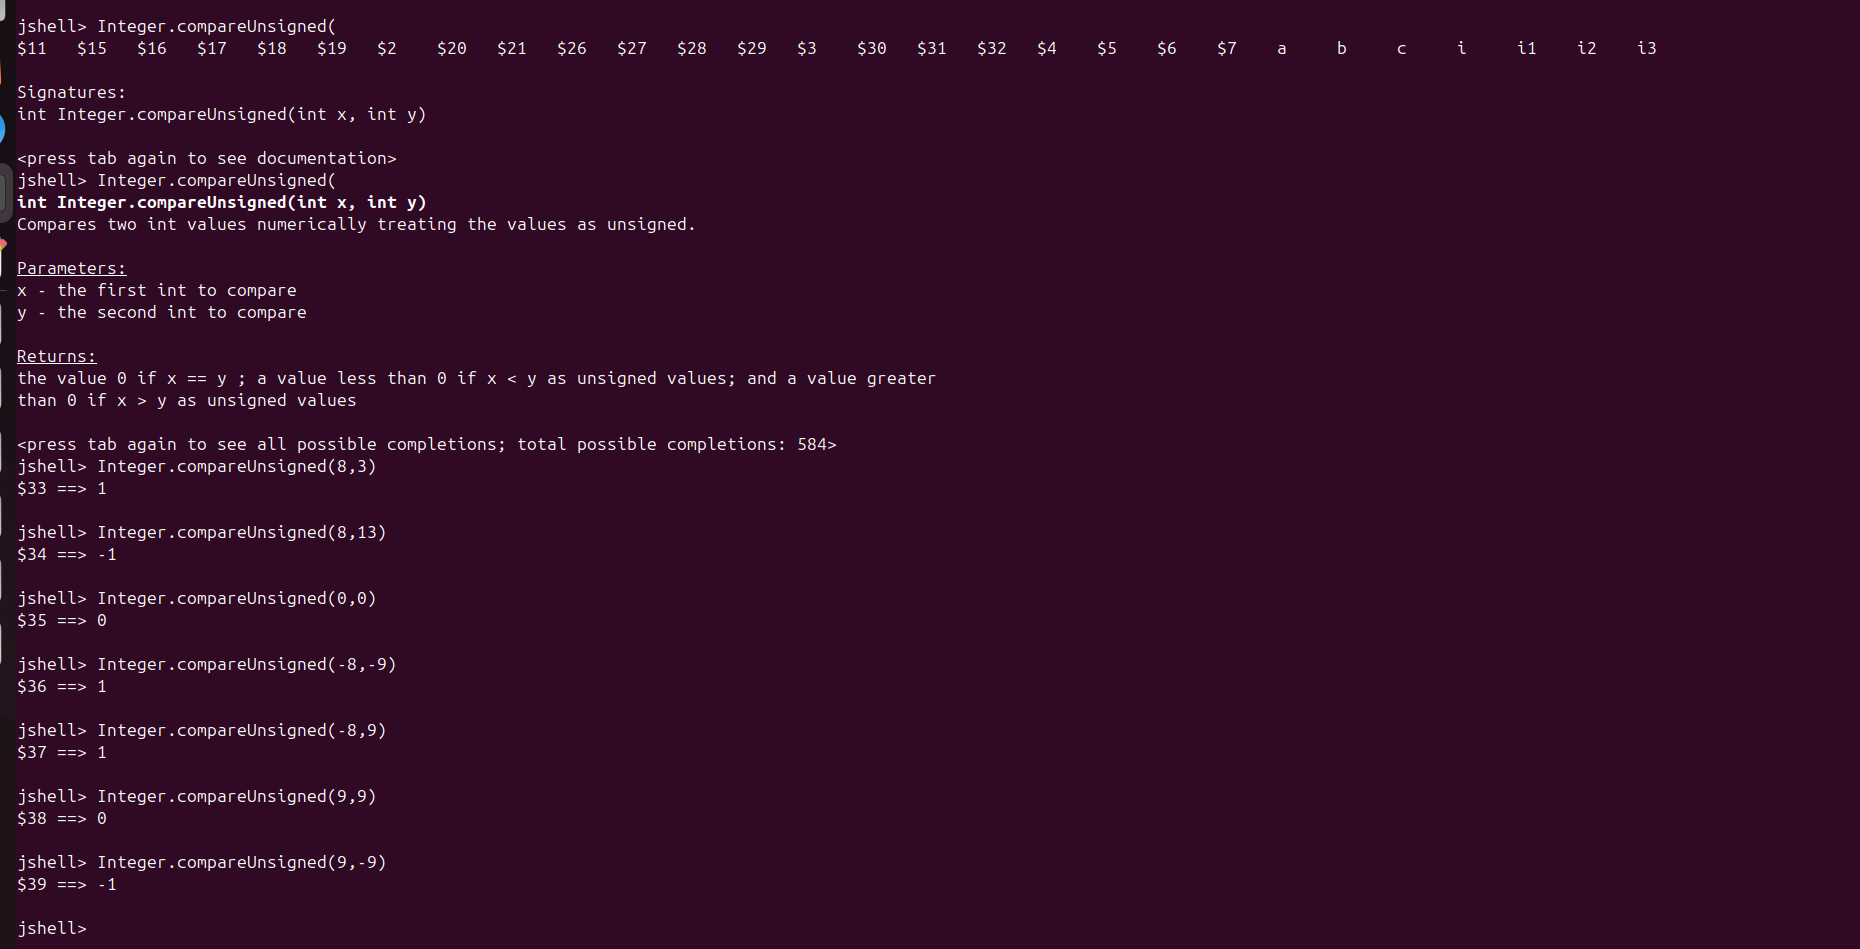 jshell> Integer.compareUnsigned(
$11 $15 $16 $17 $18 $19 $2 $20 $21 $26 $27 $28 $29 $3 $30 $31 $32 $4 $5 $6 $7 a b c i i1 i2 i3
Signatures:
int Integer.compareUnsigned(int x, int y)
<press tab again to see documentation>
jshell> Integer.compareUnsigned(
int Integer.compareUnsigned(int x, int y)
Compares two int values numerically treating the values as unsigned.
Parameters:
x - the first int to compare
y - the second int to compare
Returns:
the value 0 if x == y ; a value less than 0 if x < y as unsigned values; and a value greater
than 0 if x > y as unsigned values
<press tab again to see all possible completions; total possible completions: 584>
jshell> Integer.compareUnsigned(8,3)
$33 ==> 1
jshell> Integer.compareUnsigned(8,13)
$34 ==> -1
jshell> Integer.compareUnsigned(0,0)
$35 ==> 0
jshell> Integer.compareUnsigned(-8,-9)
$36 ==> 1
jshell> Integer.compareUnsigned(-8,9)
$37 ==> 1
jshell> Integer.compareUnsigned(9,9)
$38 ==> 0
jshell> Integer.compareUnsigned(9,-9)
$39 ==> -1
jshell>